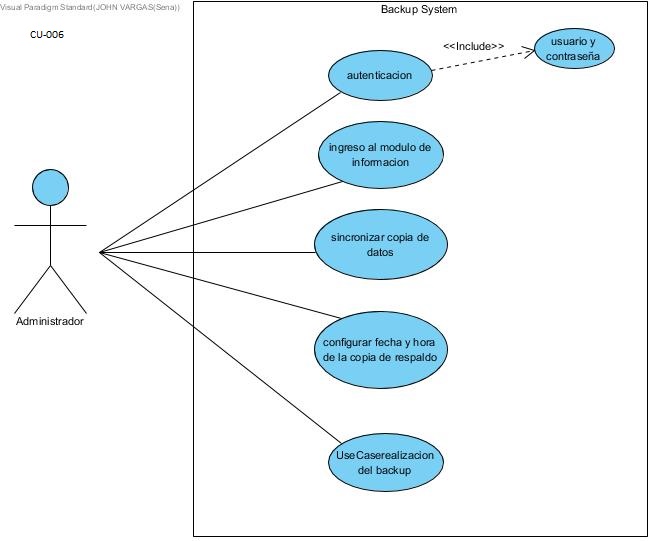 Visual Paradigm Standard(JOHN VARGAS(Sena))
Backup System
CU-006
<<Include>>
usuario y
contraseña
autenticacion
ingreso al modulo de
informacion
sincronizar copia de
datos
Administrador
configurar fecha y hora
de la copia de respaldo
UseCaserealizacion
del backup